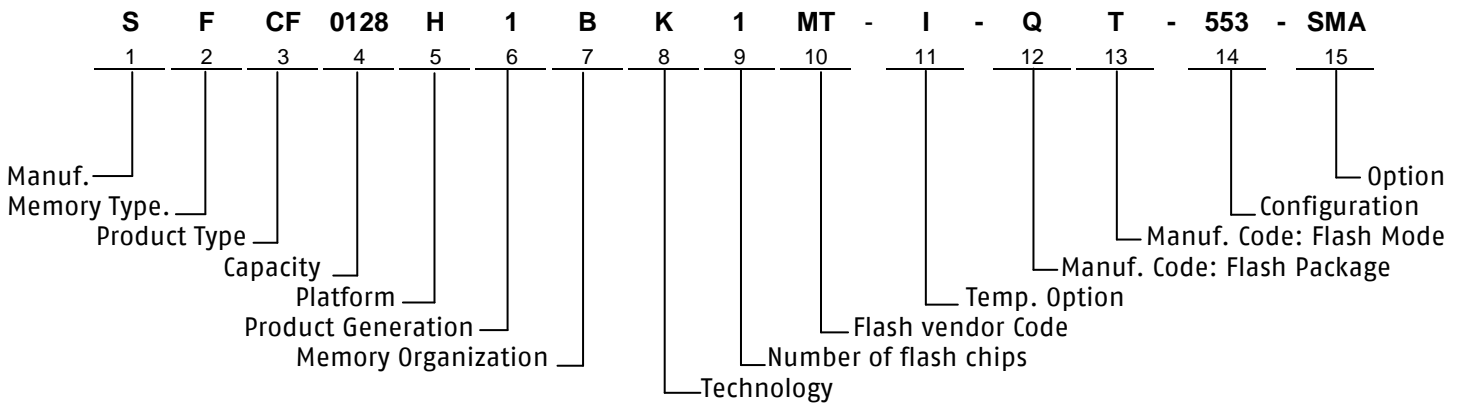 S F CF 0128 H 1 B K 1 MT - I - Q T - 553 - SMA
1 2 3 4 5 6 7 8 9 10 11 12 13 14 15
Manuf. Option
Memory Type. Configuration
Product Type Manuf. Code: Flash Mode
Capacity Manuf. Code: Flash Package
Platform Temp. Option
Product Generation Flash vendor Code
Memory Organization Number of flash chips
Technology